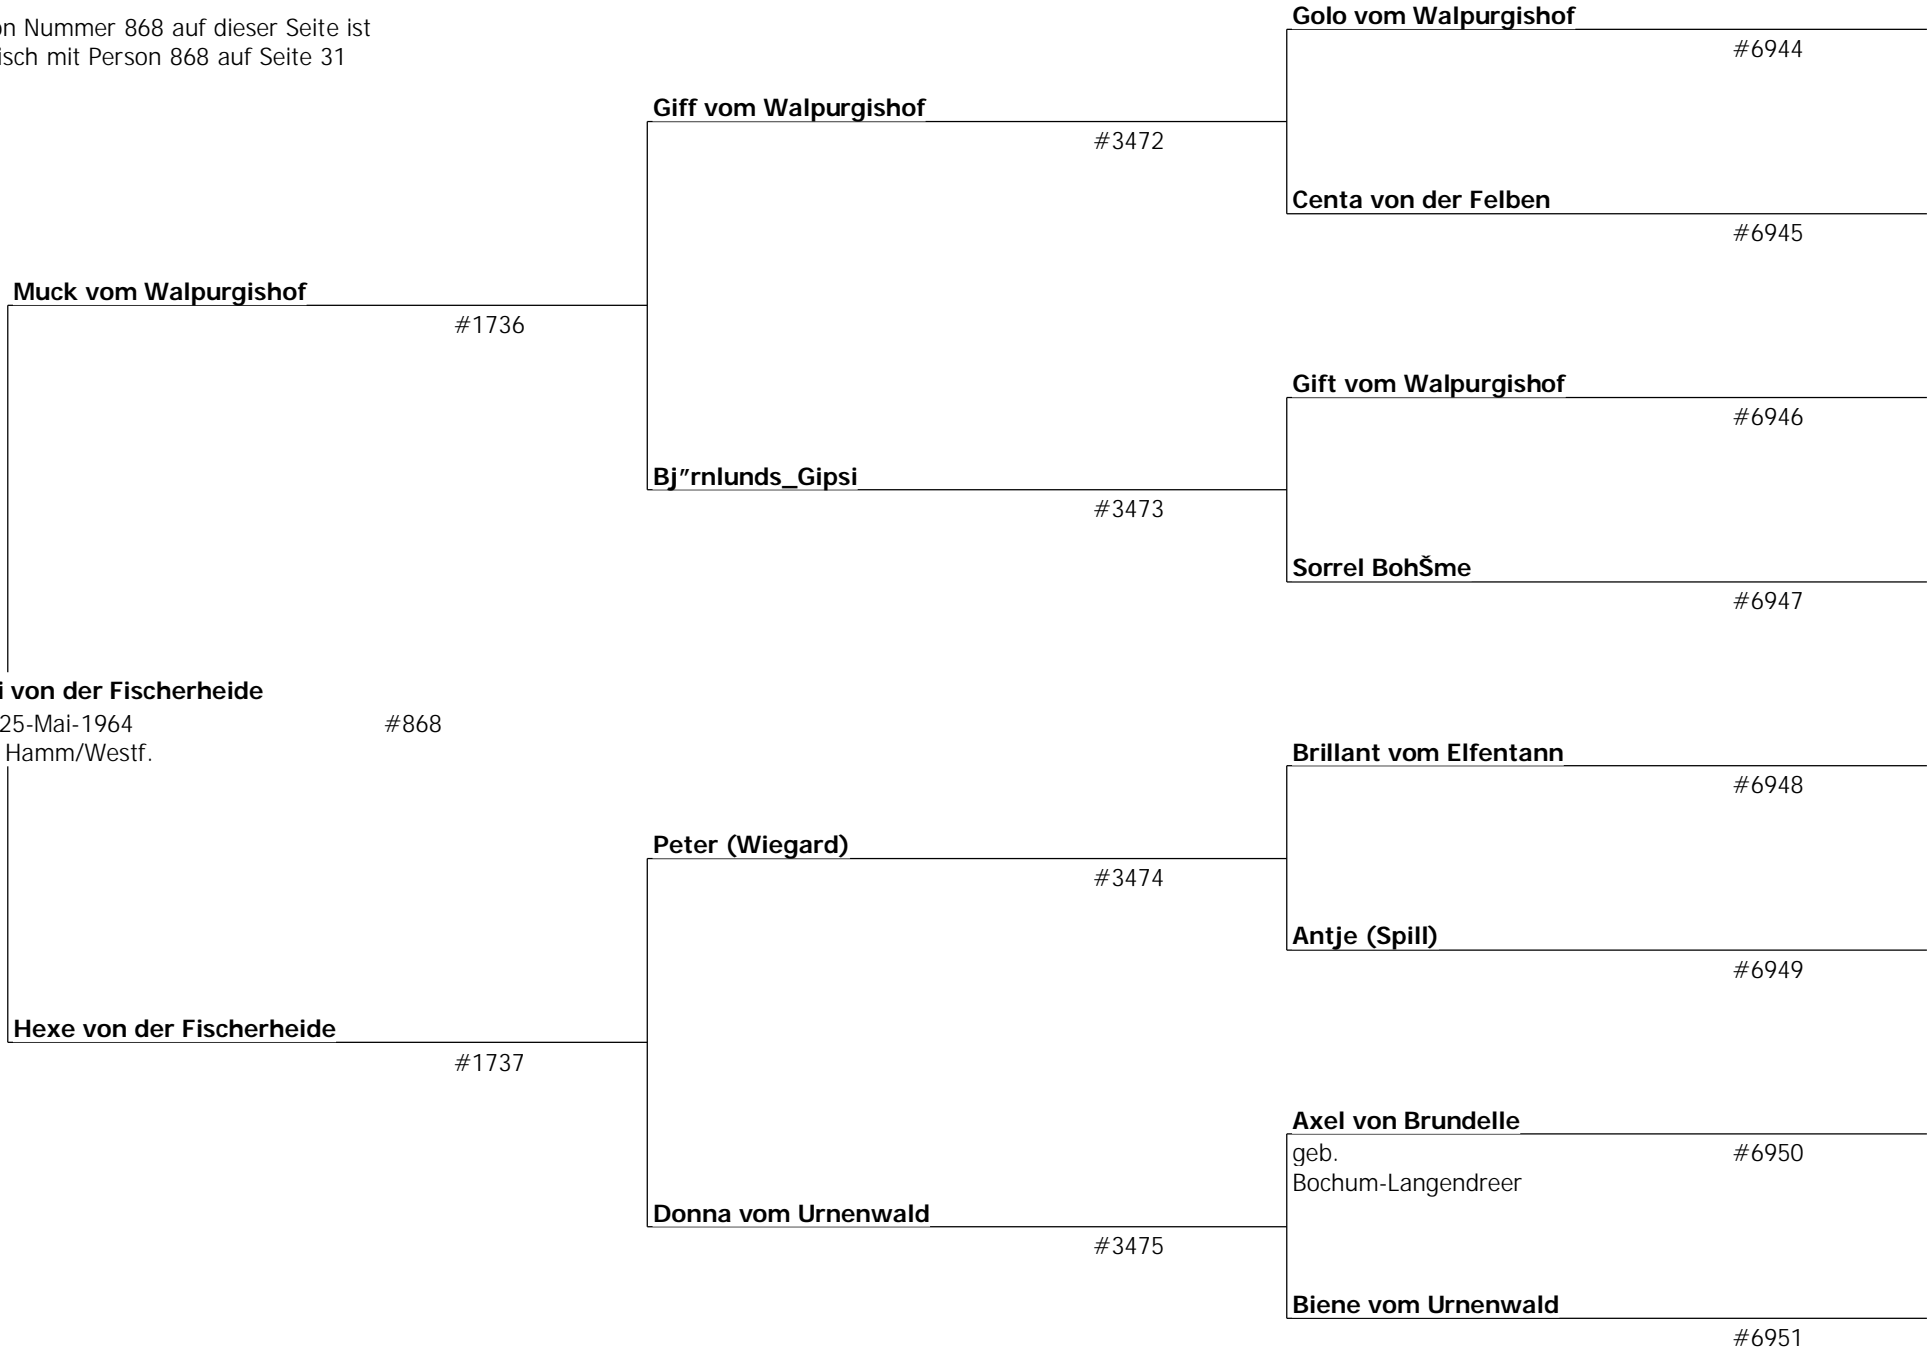 on Nummer 868 auf dieser Seite ist
isch mit Person 868 auf Seite 31
Golo vom Walpurgishof
#6944
Giff vom Walpurgishof
#3472
Centa von der Felben
#6945
Muck vom Walpurgishof
#1736
Gift vom Walpurgishof
#6946
Bj"rnlunds_Gipsi
#3473
Sorrel BohŠme
#6947
i von der Fischerheide
25-Mai-1964 #868
Hamm/Westf.
Brillant vom Elfentann
#6948
Peter (Wiegard)
#3474
Antje (Spill)
#6949
Hexe von der Fischerheide
#1737
Axel von Brundelle
geb. #6950
Bochum-Langendreer
Donna vom Urnenwald
#3475
Biene vom Urnenwald
#6951